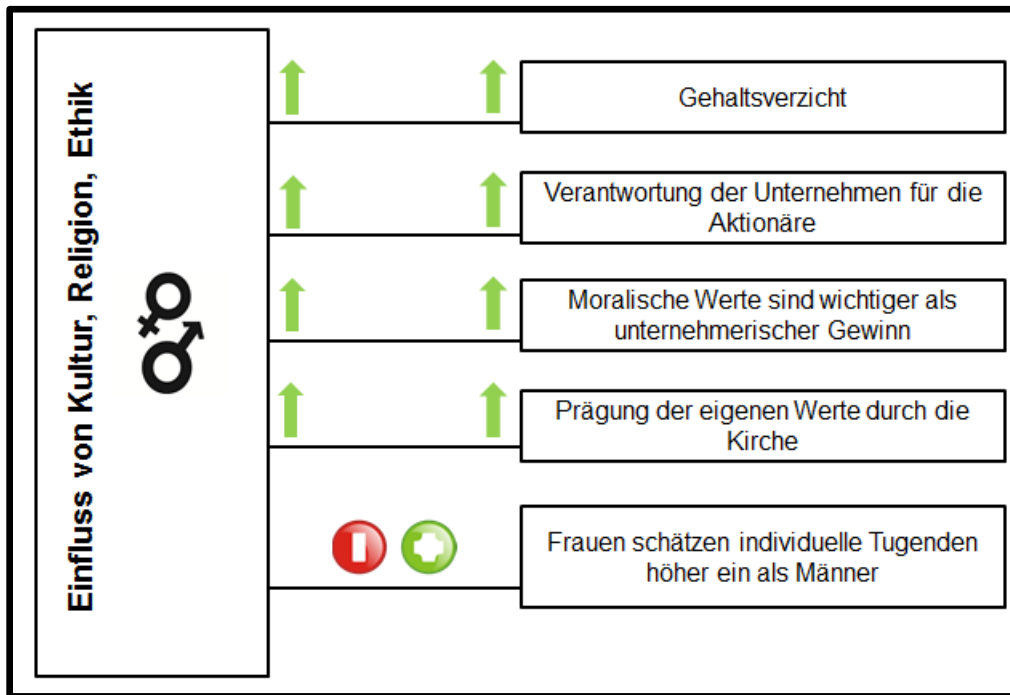 Einfluss von Kultur, Religion, Ethik
Gehaltsverzicht
Verantwortung der Unternehmen für die
Aktionäre
Moralische Werte sind wichtiger als
unternehmerischer Gewinn
Prägung der eigenen Werte durch die
Kirche
Frauen schätzen individuelle Tugenden
höher ein als Männer